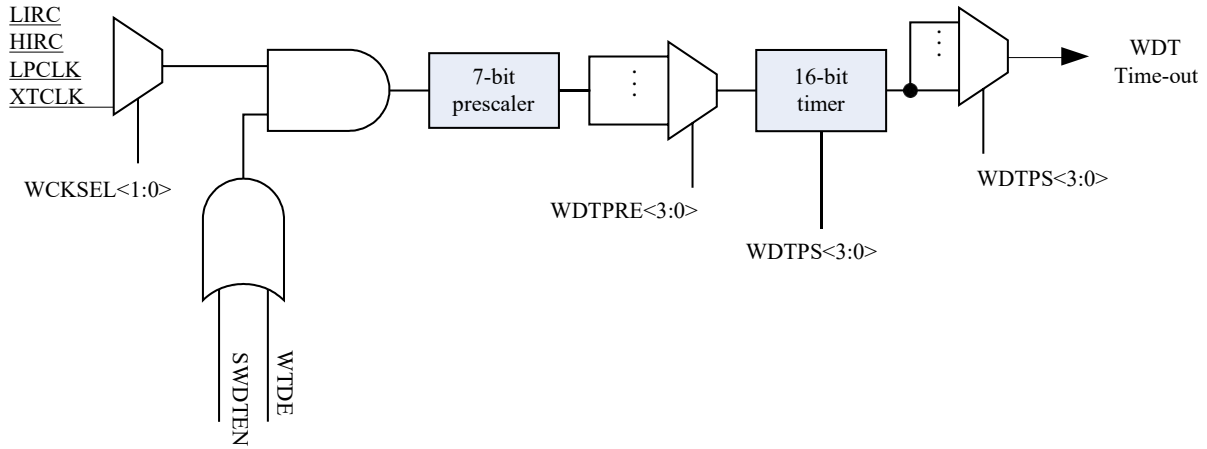 LIRC
HIRC
LPCLK
XTCLK
WCKSEL<1:0>
SWDTEN
WTDE
7-bit
prescaler
WDTPRE<3:0>
16-bit
timer
WDTPS<3:0>
WDTPS<3:0>
WDT
Time-out